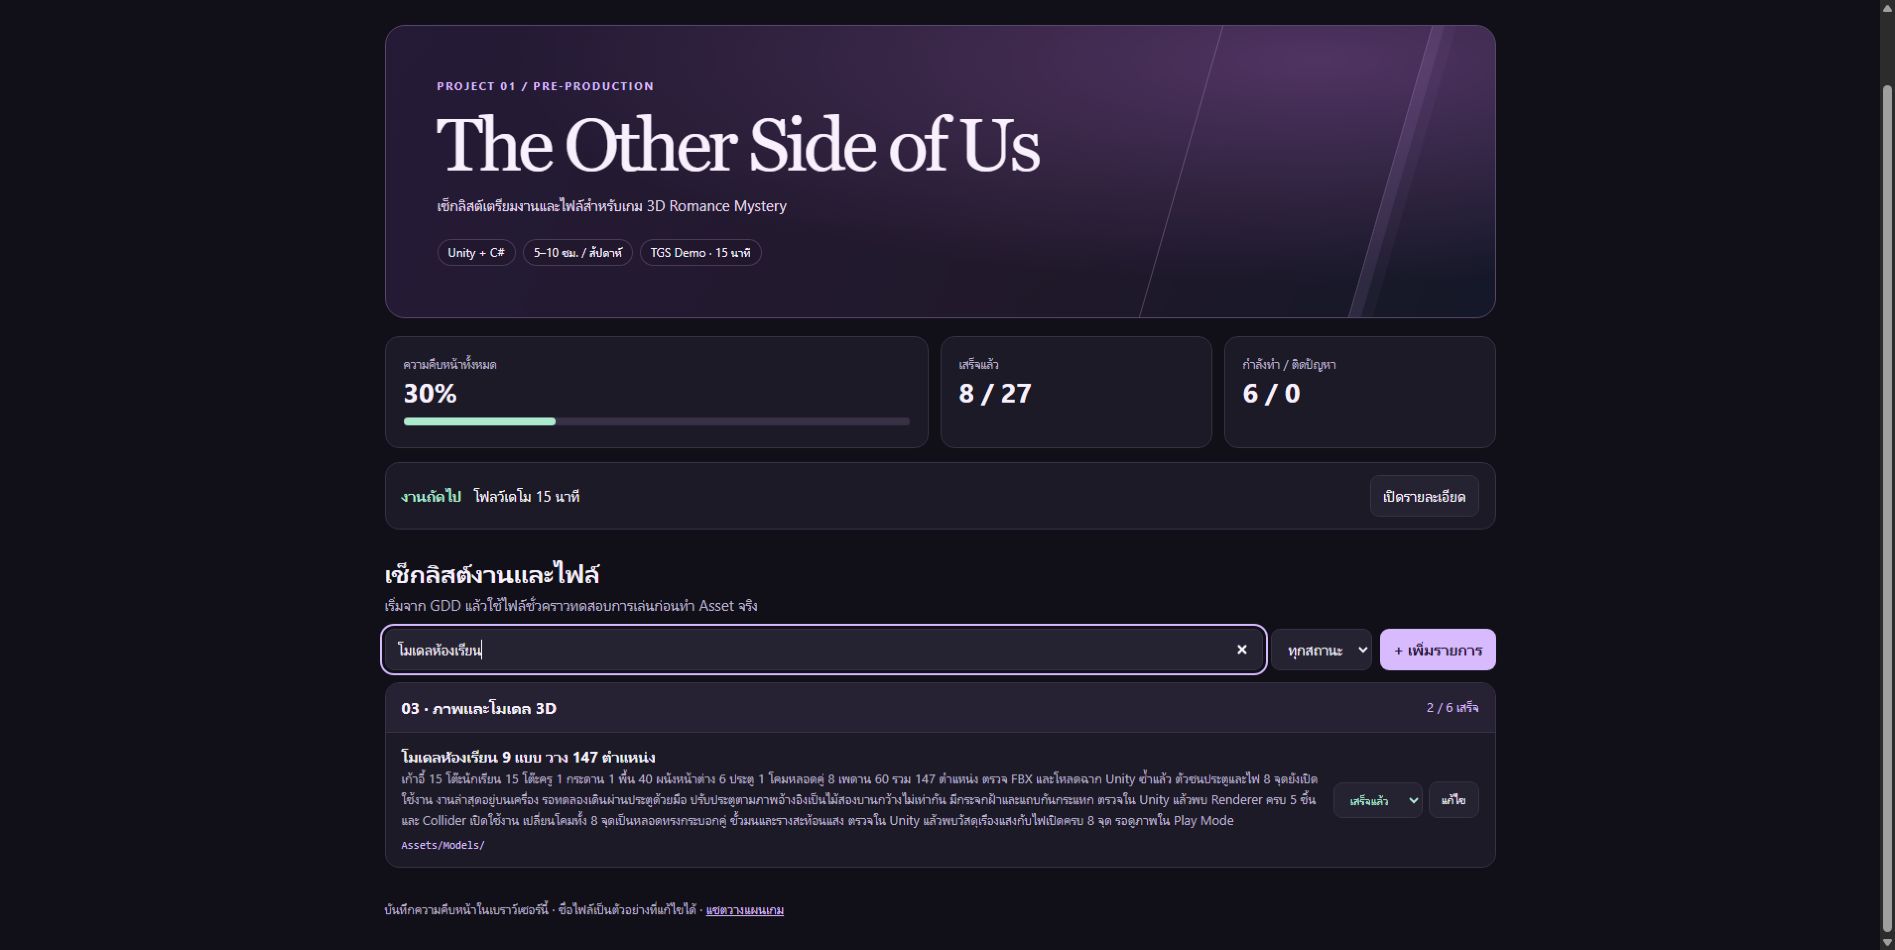 PROJECT 01 / PRE-PRODUCTION
The Other Side of Us
เช็กลิสต์เตรียมงานและไฟล์สำหรับเกม 3D Romance Mystery
Unity + C#
5–10 ชม. / สัปดาห์
TGS Demo · 15 นาที
ความคืบหน้าทั้งหมด
30%
เสร็จแล้ว
8 / 27
กำลังทำ / ติดปัญหา
6 / 0
งานถัดไป โฟลว์เดโม 15 นาที
เปิดรายละเอียด
เช็กลิสต์งานและไฟล์
เริ่มจาก GDD แล้วใช้ไฟล์ชั่วคราวทดสอบการเล่นก่อนทำ Asset จริง
โมเดลห้องเรียน
ทุกสถานะ
+ เพิ่มรายการ
03 · ภาพและโมเดล 3D
2 / 6 เสร็จ
โมเดลห้องเรียน 9 แบบ วาง 147 ตำแหน่ง
เก้าอี้ 15 โต๊ะนักเรียน 15 โต๊ะครู 1 กระดาน 1 พื้น 40 ผนังหน้าต่าง 6 ประตู 1 โคมหลอดคู่ 8 เพดาน 60 รวม 147 ตำแหน่ง ตรวจ FBX และโหลดฉาก Unity ซ้ำแล้ว ตัวชนประตูและไฟ 8 จุดยังเปิด
ใช้งาน งานล่าสุดอยู่บนเครื่อง รอทดลองเดินผ่านประตูด้วยมือ ปรับประตูตามภาพอ้างอิงเป็นไม้สองบานกว้างไม่เท่ากัน มีกระจกฝ้าและแถบกันกระแทก ตรวจใน Unity แล้วพบ Renderer ครบ 5 ชิ้น
และ Collider เปิดใช้งาน เปลี่ยนโคมทั้ง 8 จุดเป็นหลอดทรงกระบอกคู่ ขั้วมนและรางสะท้อนแสง ตรวจใน Unity แล้วพบวัสดุเรืองแสงกับไฟเปิดครบ 8 จุด รอดูภาพใน Play Mode
Assets/Models/
เสร็จแล้ว
แก้ไข
บันทึกความคืบหน้าในเบราว์เซอร์นี้ · ชื่อไฟล์เป็นตัวอย่างที่แก้ไขได้ · แชตวางแผนเกม